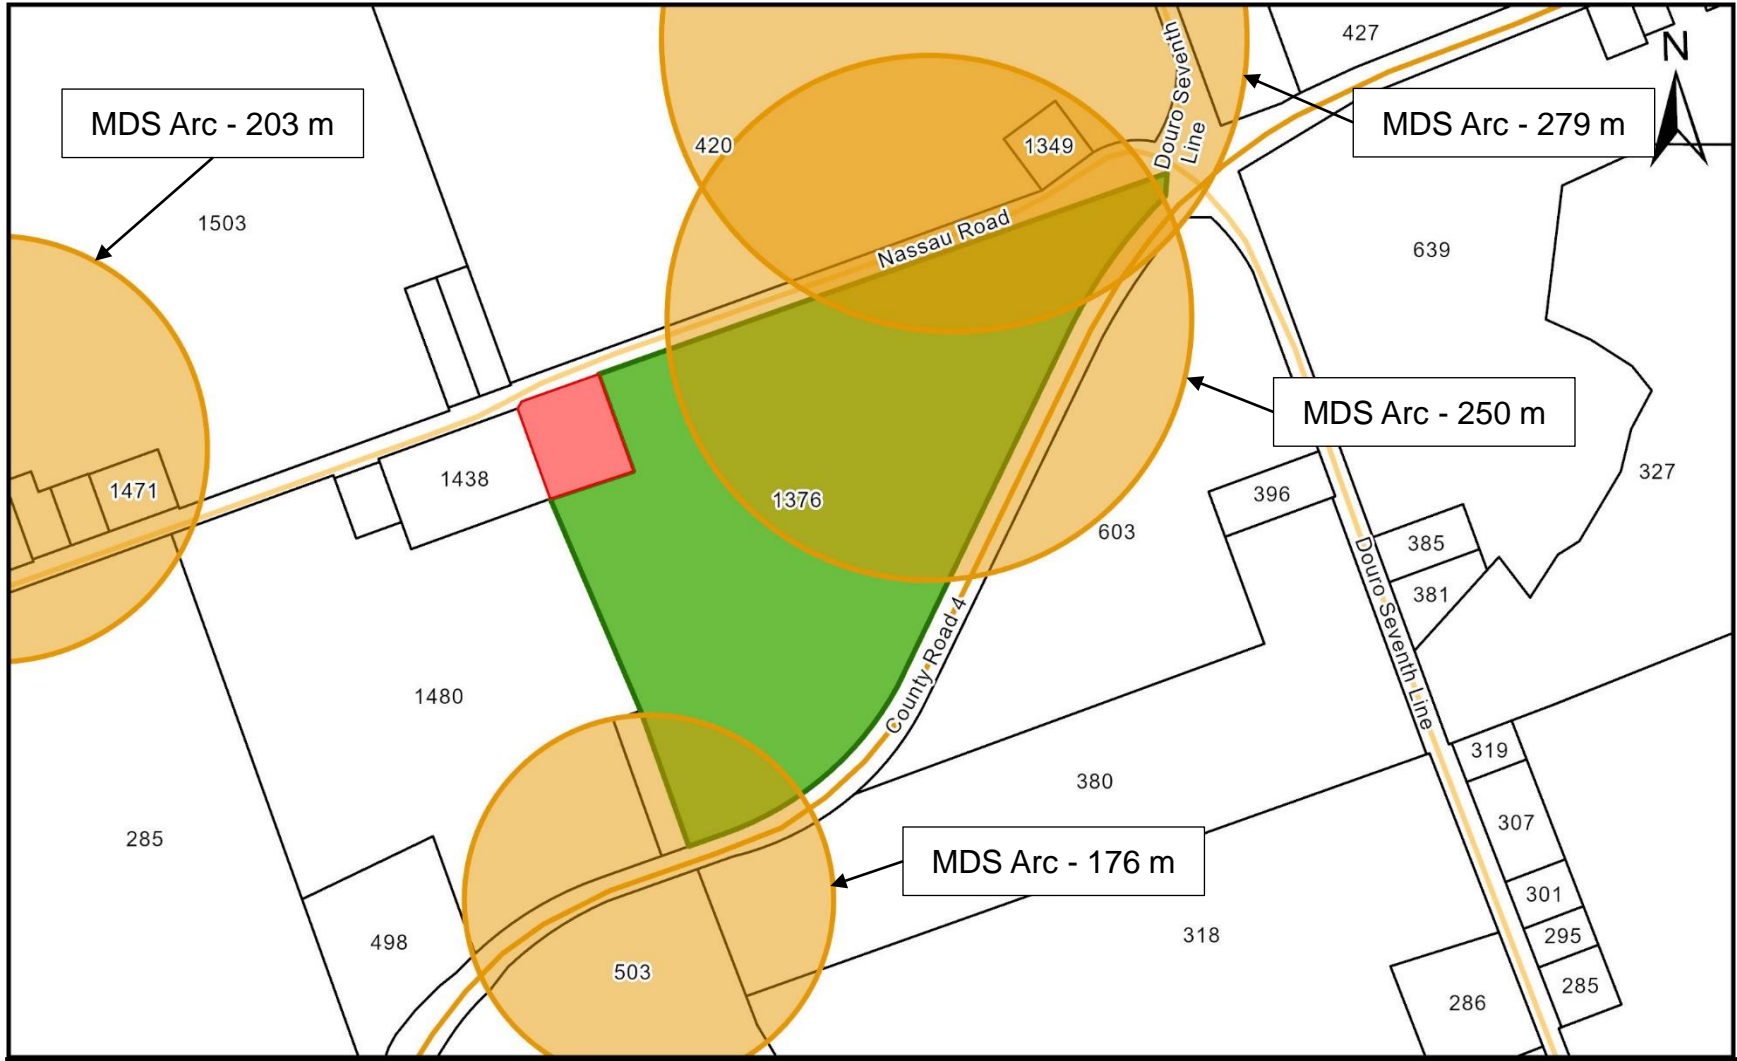 427
N
MDS Arc - 203 m
MDS Arc - 279 m
Douro Seventh
Line
420
1349
1503
Nassau Road
639
MDS Arc - 250 m
1438
1471
1376
396
327
603
385
381
Douro Seventh Line
County Road 4
1480
319
380
307
285
MDS Arc - 176 m
301
498
318
295
503
285
286